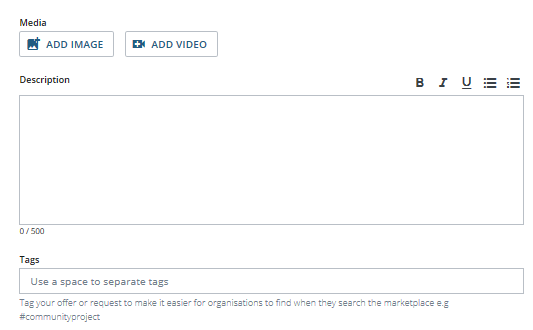 Media
ADD IMAGE ADD VIDEO
Description B I U
0 / 500
Tags
Use a space to separate tags
Tag your offer or request to make it easier for organisations to find when they search the marketplace e.g
#communityproject